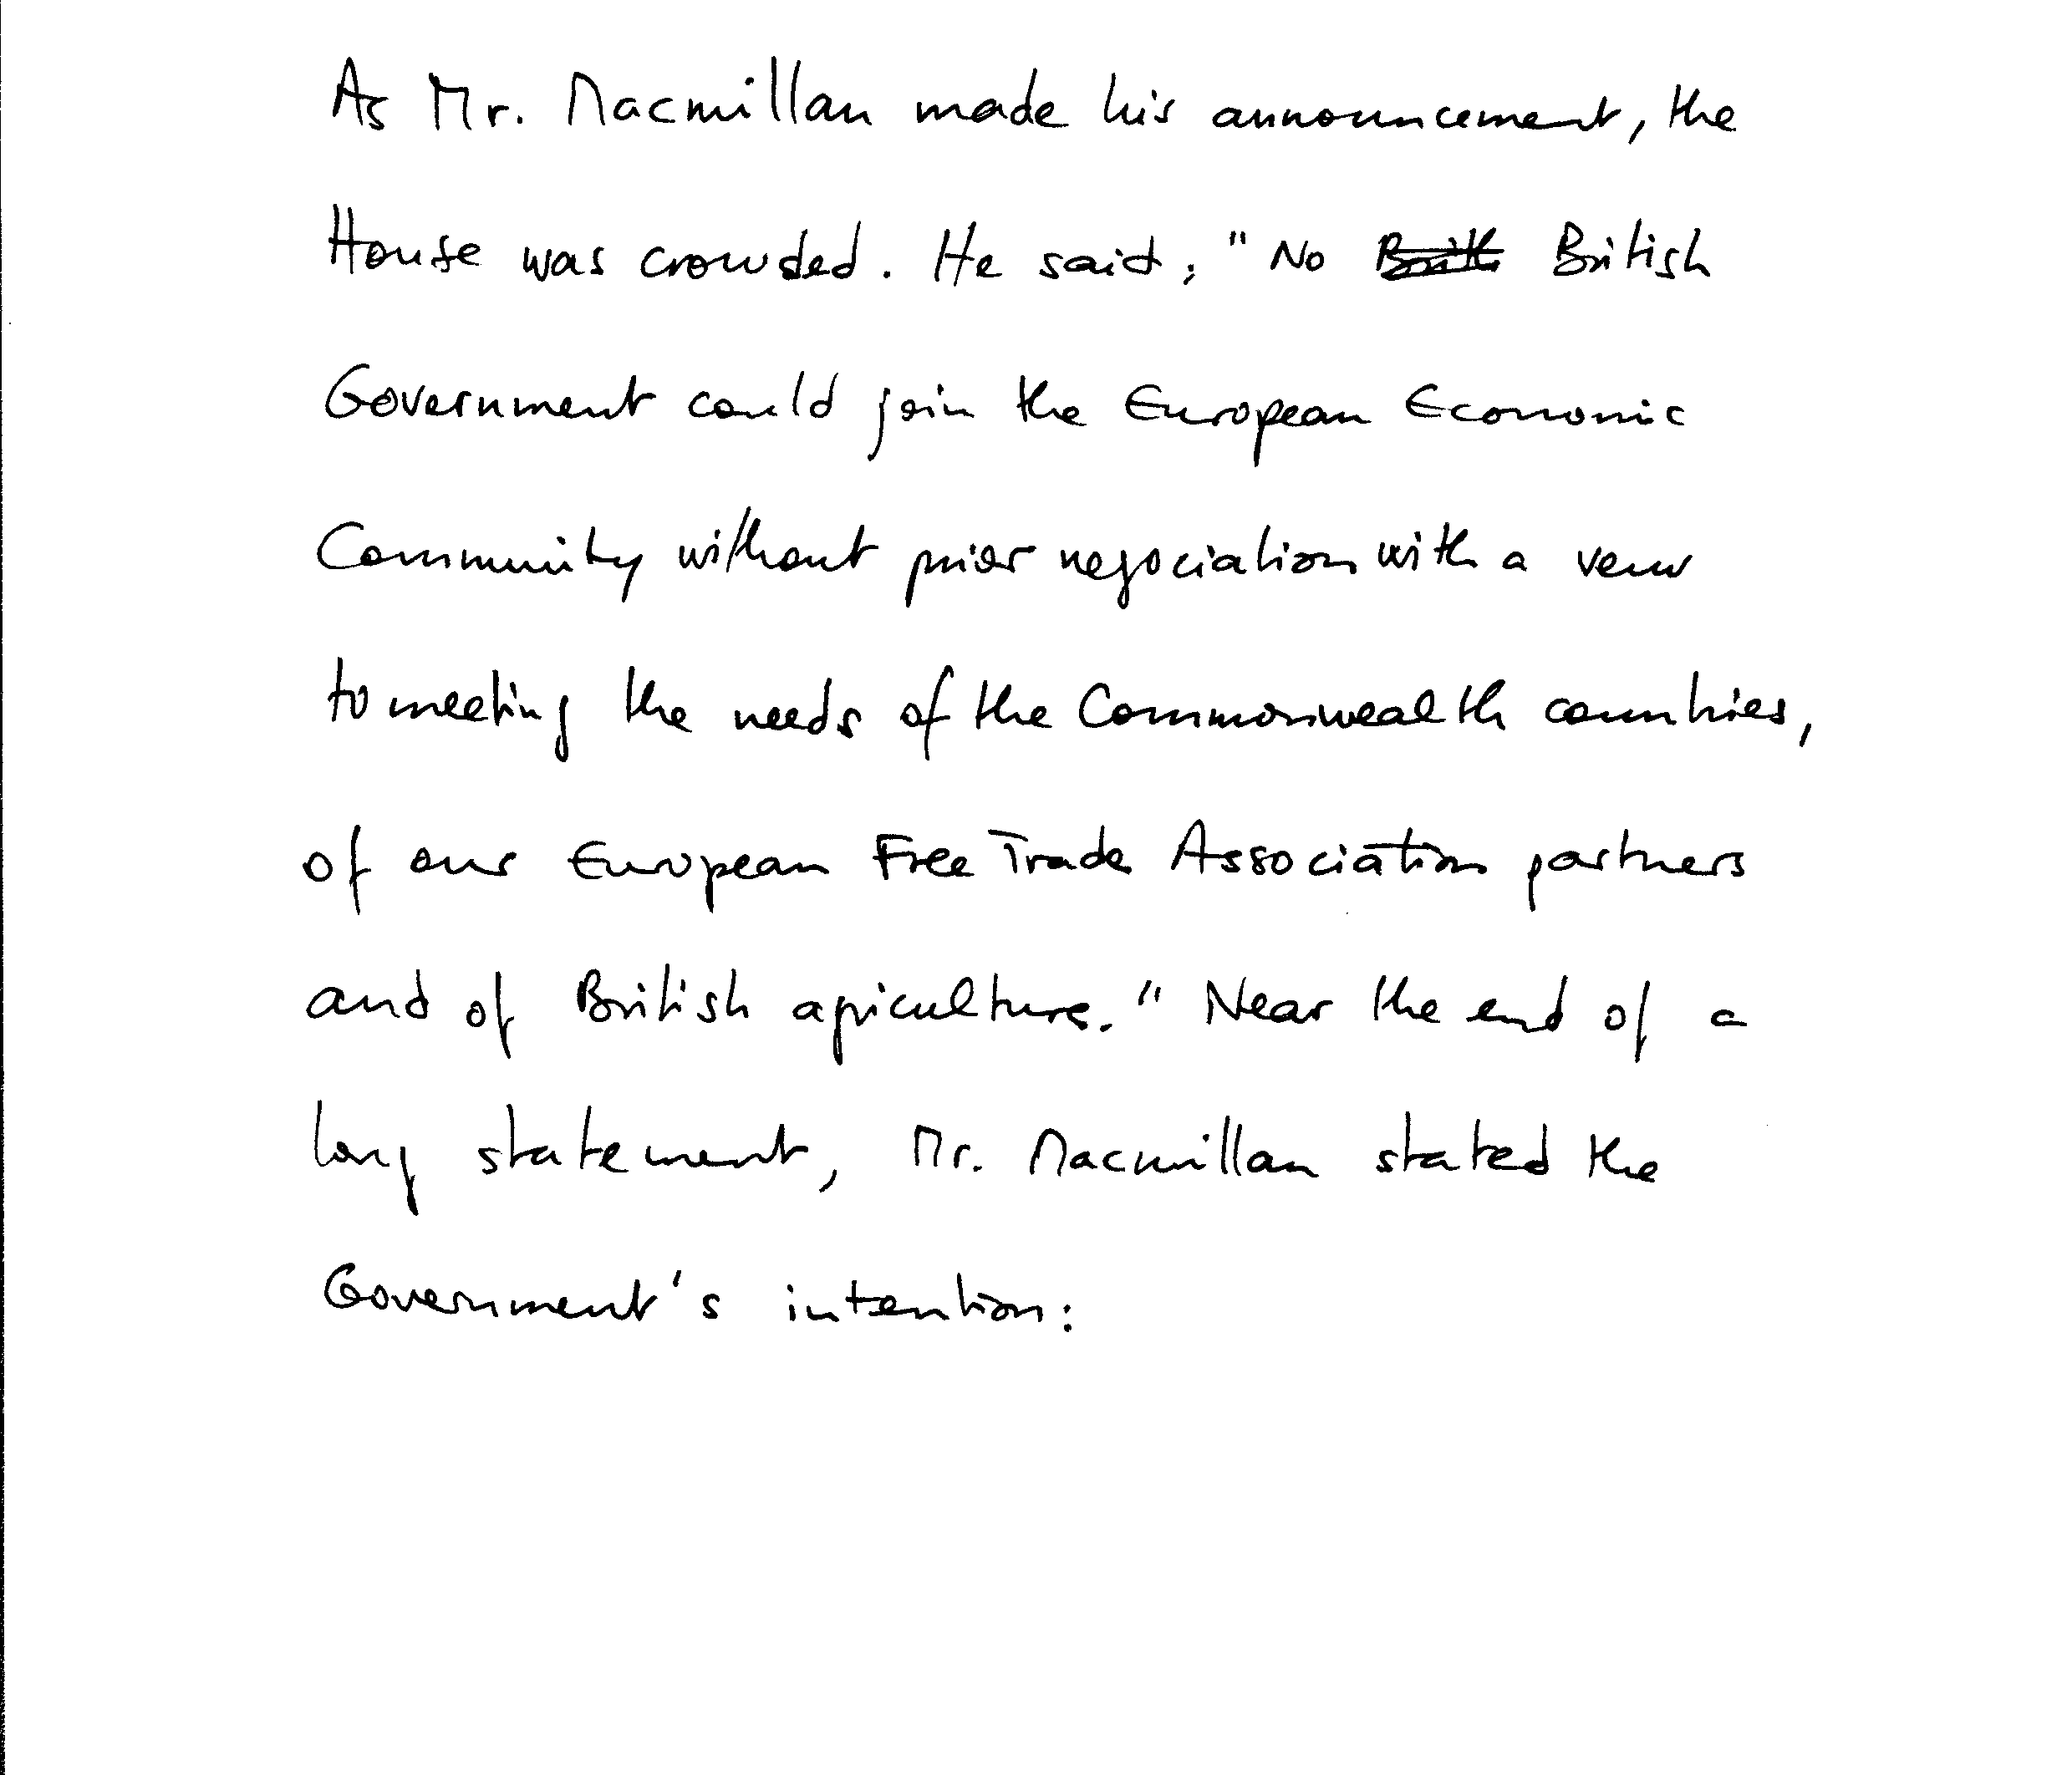 As Mr. Macmillan made his announcement, the
House was crowded. He said: "No British
Government could join the European Economic
Community without prior negociation with a view
to meeting the needs of the Commonwealth countries,
of our European Free Trade Association partners
and of British agriculture." Near the end of a
long statement, Mr. Macmillan stated the
Government's intention: